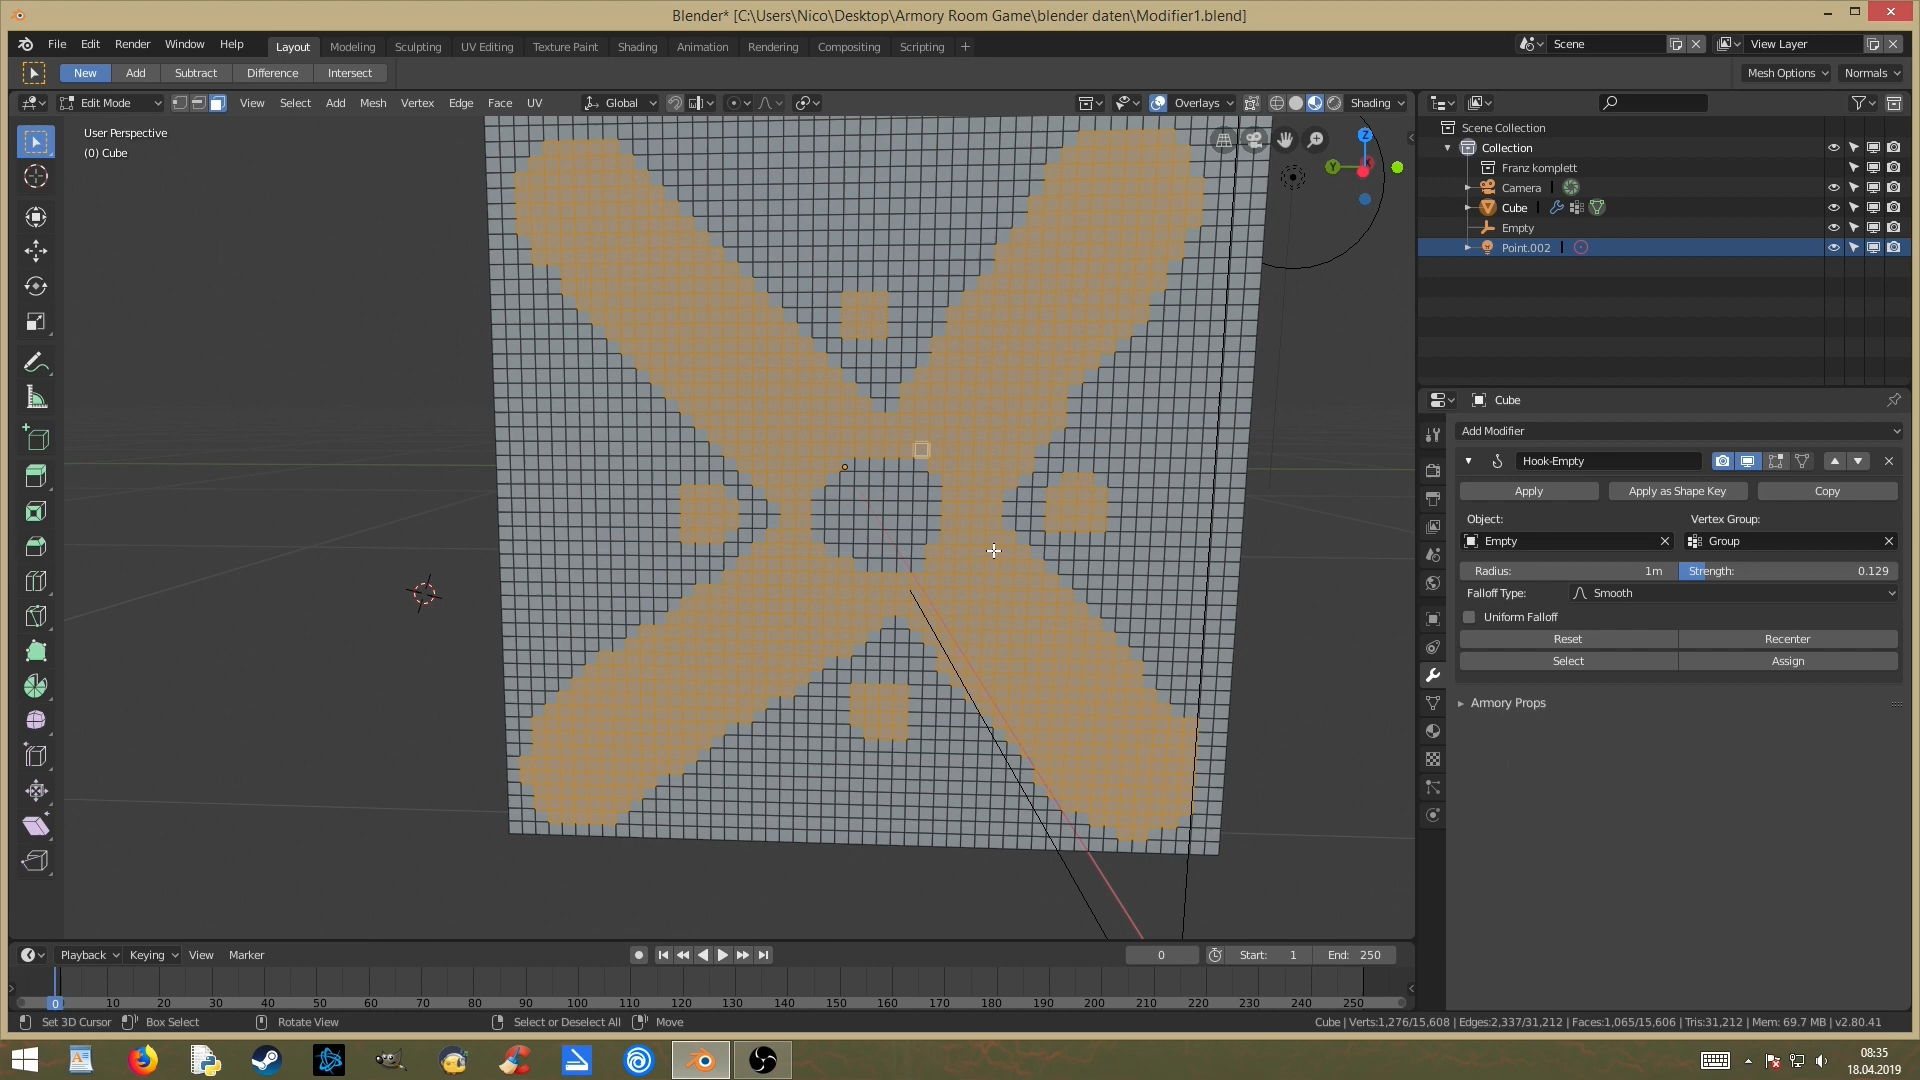 Blender* [C:\Users\Nico\Desktop\Armory Room Game\blender daten\Modifier1.blend]
File Edit Render Window Help Layout Modeling Sculpting UV Editing Texture Paint Shading Animation Rendering Compositing Scripting + Scene View Layer
New Add Subtract Difference Intersect Mesh Options Normals
Edit Mode View Select Add Mesh Vertex Edge Face UV Global Overlays Shading
User Perspective
(0) Cube
Z
Y
Scene Collection
Collection
Franz komplett
Camera
Cube
Empty
Point.002
Cube
Add Modifier
Hook-Empty
Apply Apply as Shape Key Copy
Object: Vertex Group:
Empty Group
Radius: 1m Strength: 0.129
Falloff Type: Smooth
Uniform Falloff
Reset Recenter
Select Assign
Armory Props
Playback Keying View Marker 0 Start: 1 End: 250
0 10 20 30 40 50 60 70 80 90 100 110 120 130 140 150 160 170 180 190 200 210 220 230 240 250
Set 3D Cursor Box Select Rotate View Select or Deselect All Move Cube | Verts:1,276/15,608 | Edges:2,337/31,212 | Faces:1,065/15,606 | Tris:31,212 | Mem: 69.7 MB | v2.80.41
08:35
18.04.2019